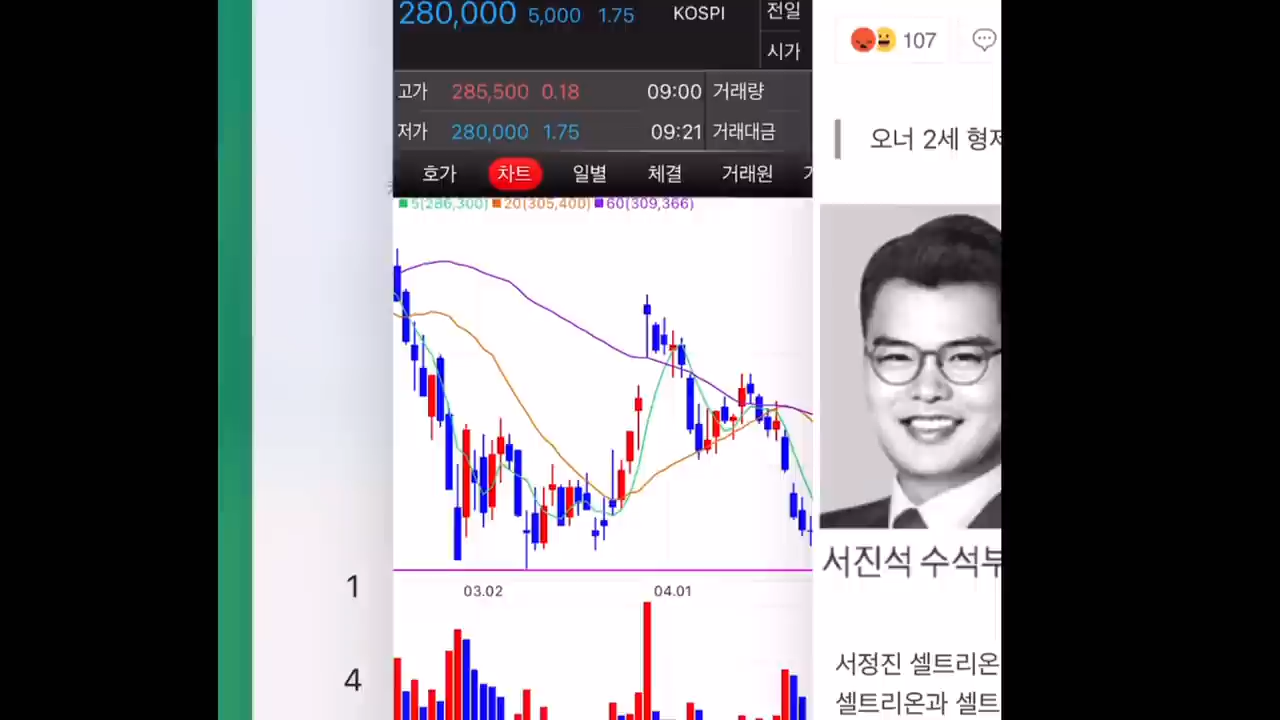 280,000 5,000 1.75 KOSPI 전일
시가
고가 285,500 0.18 09:00 거래량
저가 280,000 1.75 09:21 거래대금
호가 차트 일별 체결 거래원
5(286,300) 20(305,400) 60(309,366)
03.02 04.01
1
4
107
오너 2세 형제
서진석 수석부
서정진 셀트리온
셀트리온과 셀트